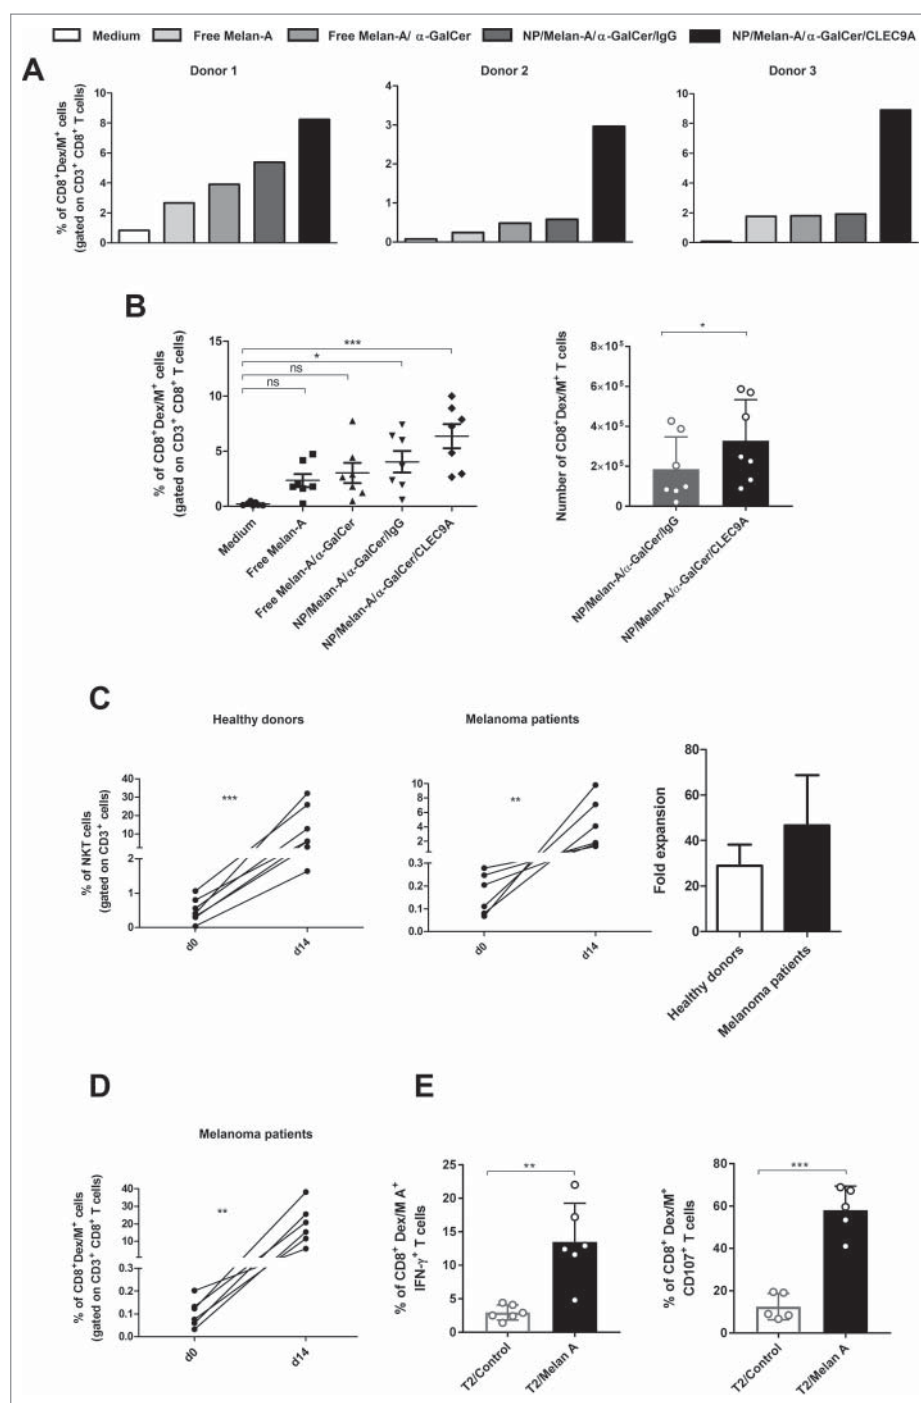 Medium Free Melan-A Free Melan-A/ α-GalCer NP/Melan-A/α-GalCer/IgG NP/Melan-A/α-GalCer/CLEC9A
A
Donor 1 Donor 2 Donor 3
% of CD8+Dex/M+ cells
(gated on CD3+ CD8+ T cells)
10
8
6
4
2
0
4
3
2
1
0
10
8
6
4
2
0
B
% of CD8+Dex/M+ cells
(gated on CD3+ CD8+ T cells)
15
10
5
0
***
*
ns
ns
Medium
Free Melan-A
Free Melan-A/α-GalCer
NP/Melan-A/α-GalCer/IgG
NP/Melan-A/α-GalCer/CLEC9A
Number of CD8+Dex/M+ T cells
8×10⁵
6×10⁵
4×10⁵
2×10⁵
0
*
NP/Melan-A/α-GalCer/IgG
NP/Melan-A/α-GalCer/CLEC9A
C
Healthy donors
% of NKT cells
(gated on CD3+ cells)
40
30
20
10
2
1
0
***
d0
d14
Melanoma patients
10
8
6
4
2
0.3
0.2
0.1
0.0
**
d0
d14
Fold expansion
80
60
40
20
0
Healthy donors
Melanoma patients
D
Melanoma patients
% of CD8+Dex/M+ cells
(gated on CD3+ CD8+ T cells)
40
30
20
10
0.3
0.2
0.1
0.0
**
d0
d14
E
% of CD8+ Dex/M A+
IFN-γ+ T cells
25
20
15
10
5
0
**
T2/Control
T2/Melan A
% of CD8+ Dex/M+
CD107+ T cells
80
60
40
20
0
***
T2/Control
T2/Melan A